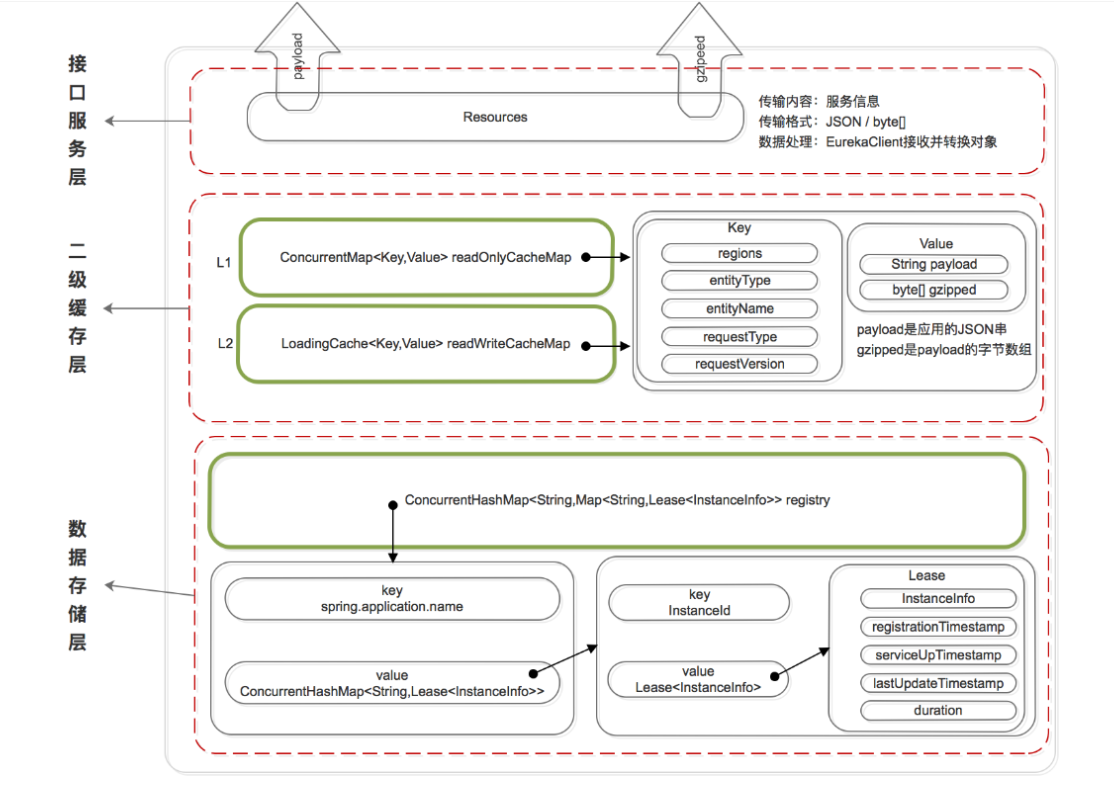 payload
gzipeed
接口服务层
Resources
传输内容：服务信息
传输格式：JSON / byte[]
数据处理：EurekaClient接收并转换对象
二级缓存层
L1
ConcurrentMap<Key,Value> readOnlyCacheMap
L2
LoadingCache<Key,Value> readWriteCacheMap
Key
regions
entityType
entityName
requestType
requestVersion
Value
String payload
byte[] gzipped
payload是应用的JSON串
gzipped是payload的字节数组
数据存储层
ConcurrentHashMap<String,Map<String,Lease<InstanceInfo>> registry
key
spring.application.name
value
ConcurrentHashMap<String,Lease<InstanceInfo>>
key
InstanceId
value
Lease<InstanceInfo>
Lease
InstanceInfo
registrationTimestamp
serviceUpTimestamp
lastUpdateTimestamp
duration